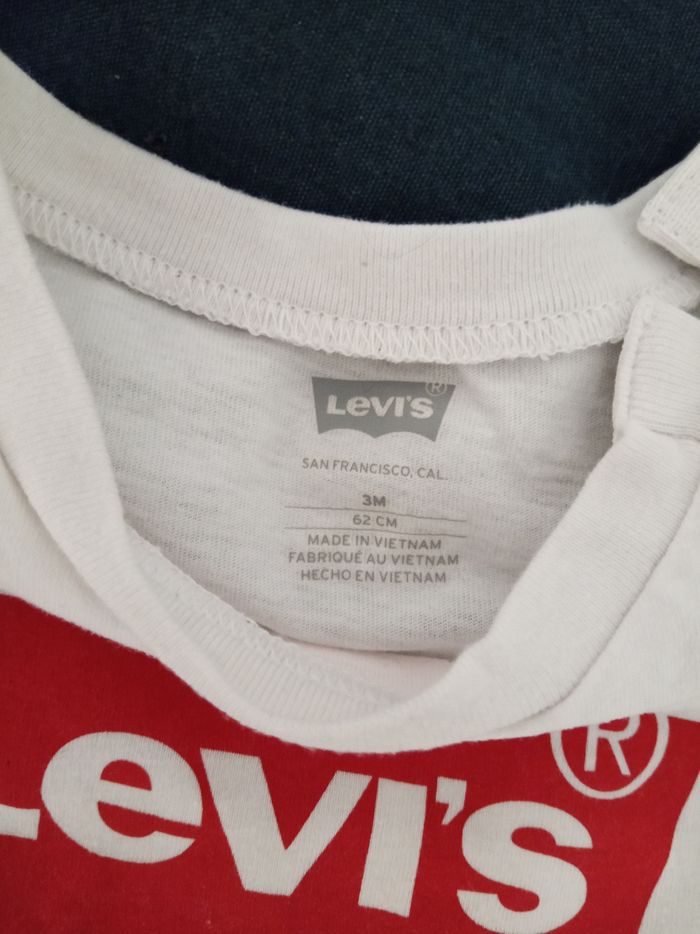 LEVI'S®
SAN FRANCISCO, CAL.
3M
62 CM
MADE IN VIETNAM
FABRIQUÉ AU VIETNAM
HECHO EN VIETNAM
LEVI'S®